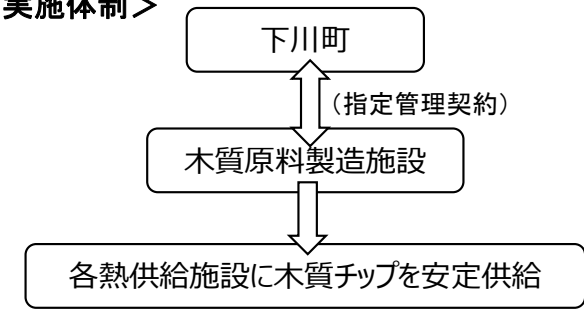 実施体制＞
下川町
（指定管理契約）
木質原料製造施設
各熱供給施設に木質チップを安定供給